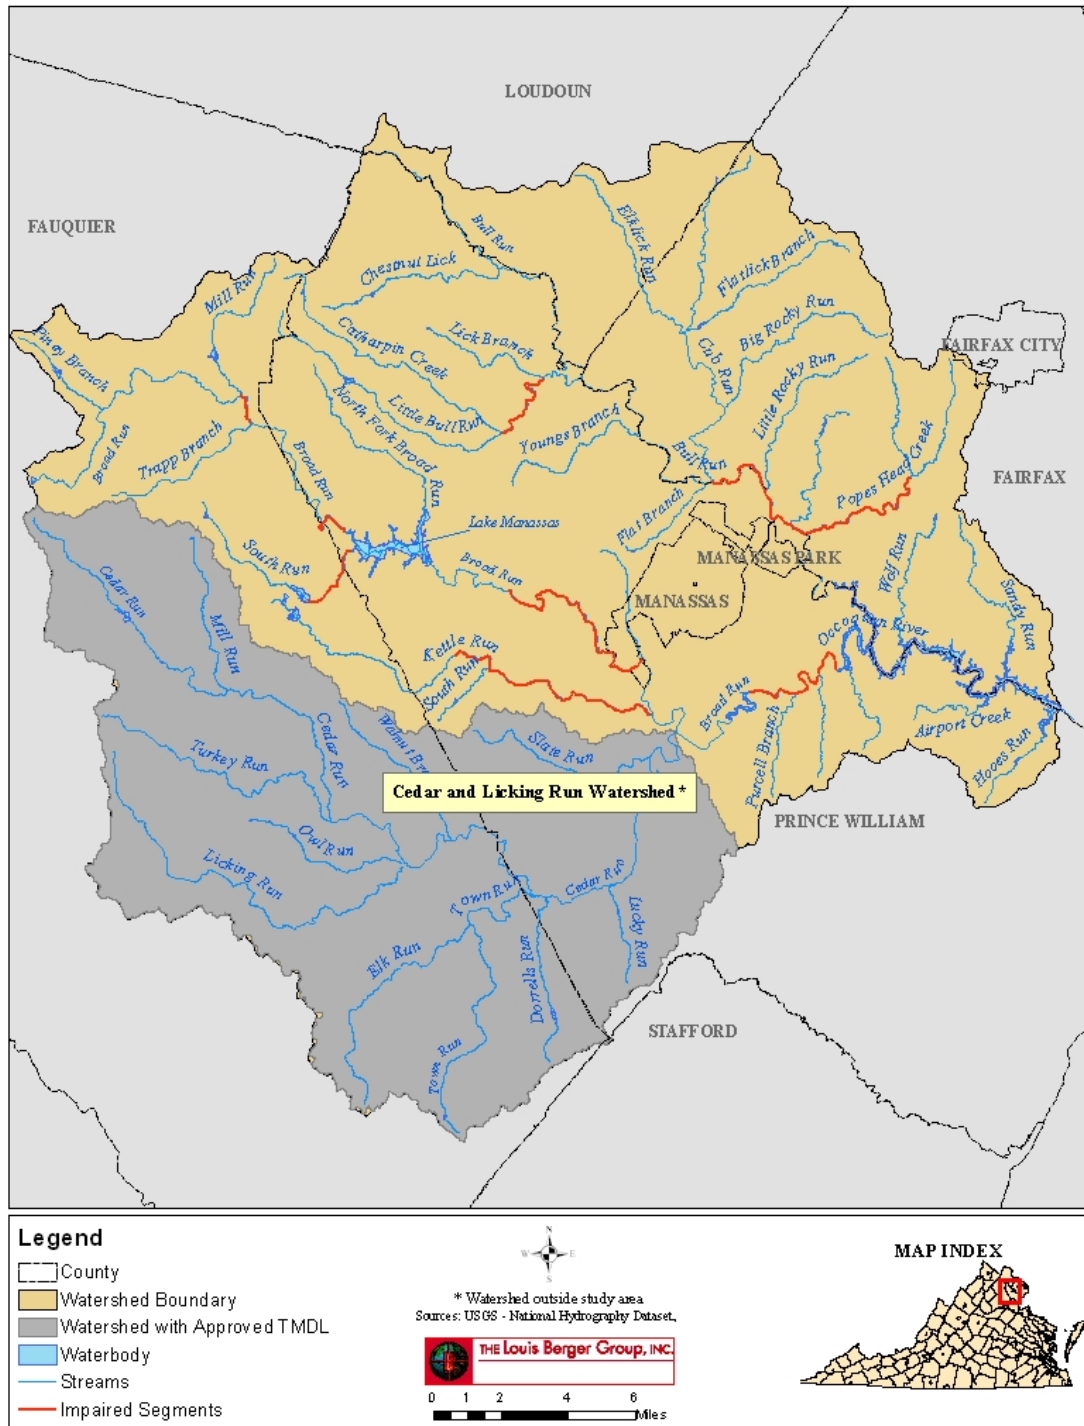 LOUDOUN
FAUQUIER
Bull Run
Elklick Run
Flatlick Branch
Chestnut Lick
Mill Run
Lick Branch
Catharpin Creek
Cub Run
Big Rocky Run
FAIRFAX CITY
Piney Branch
Little Bull Run
North Fork Broad Run
Little Rocky Run
Youngs Branch
Broad Run
Trapp Branch
Broad Run
Bull Run
Popes Head Creek
FAIRFAX
Flat Branch
Lake Manassas
MANASSAS PARK
South Run
Broad Run
Wolf Run
Sandy Run
Cedar Run
MANASSAS
Mill Run
Occoquan River
Kettle Run
South Run
Broad Run
Airport Creek
Purcell Branch
Hooes Run
Cedar Run
Walnut Br
Slate Run
Turkey Run
Cedar and Licking Run Watershed *
PRINCE WILLIAM
Owl Run
Licking Run
Town Run
Cedar Run
Lucky Run
Elk Run
Dorrells Run
STAFFORD
Town Run
Legend
County
Watershed Boundary
Watershed with Approved TMDL
Waterbody
Streams
Impaired Segments
N
W E
S
* Watershed outside study area
Sources: USGS - National Hydrography Dataset,
THE Louis Berger Group, INC.
0 1 2 4 6
Miles
MAP INDEX